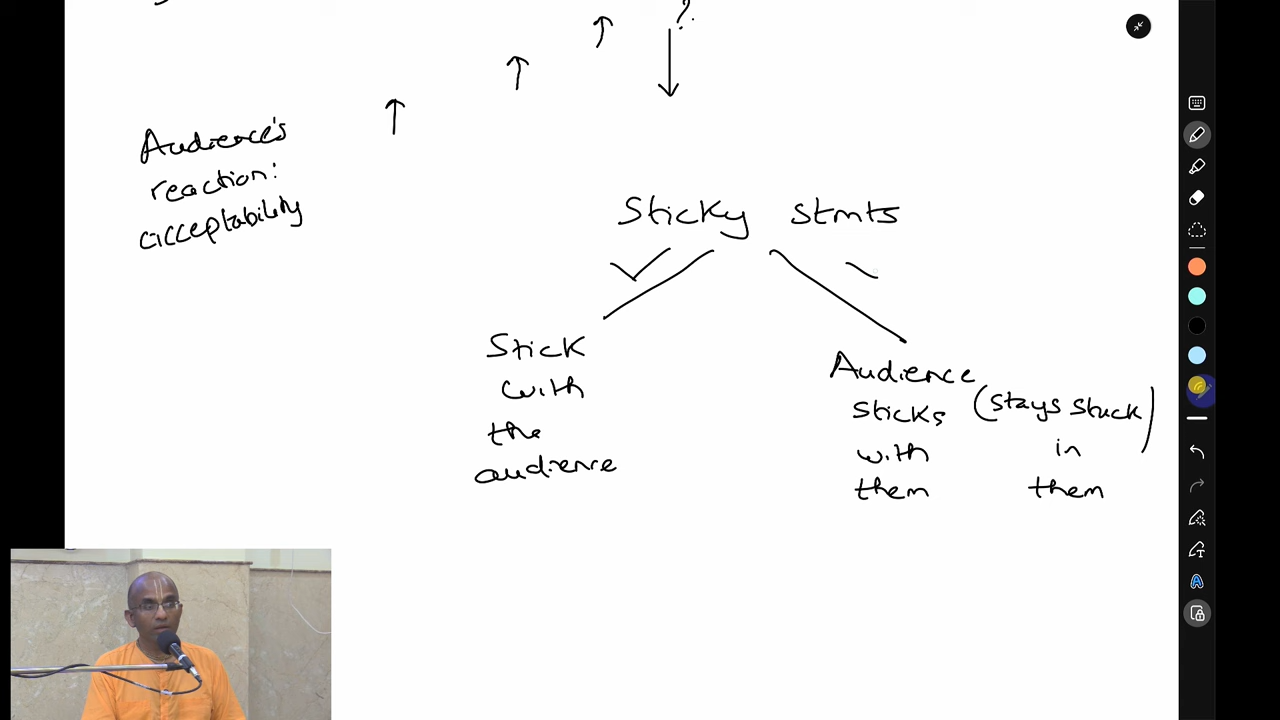 ?
Audience's
reaction:
acceptability
Sticky stmts
Stick
with
the
audience
Audience
sticks
with
them
(stays stuck
in
them)